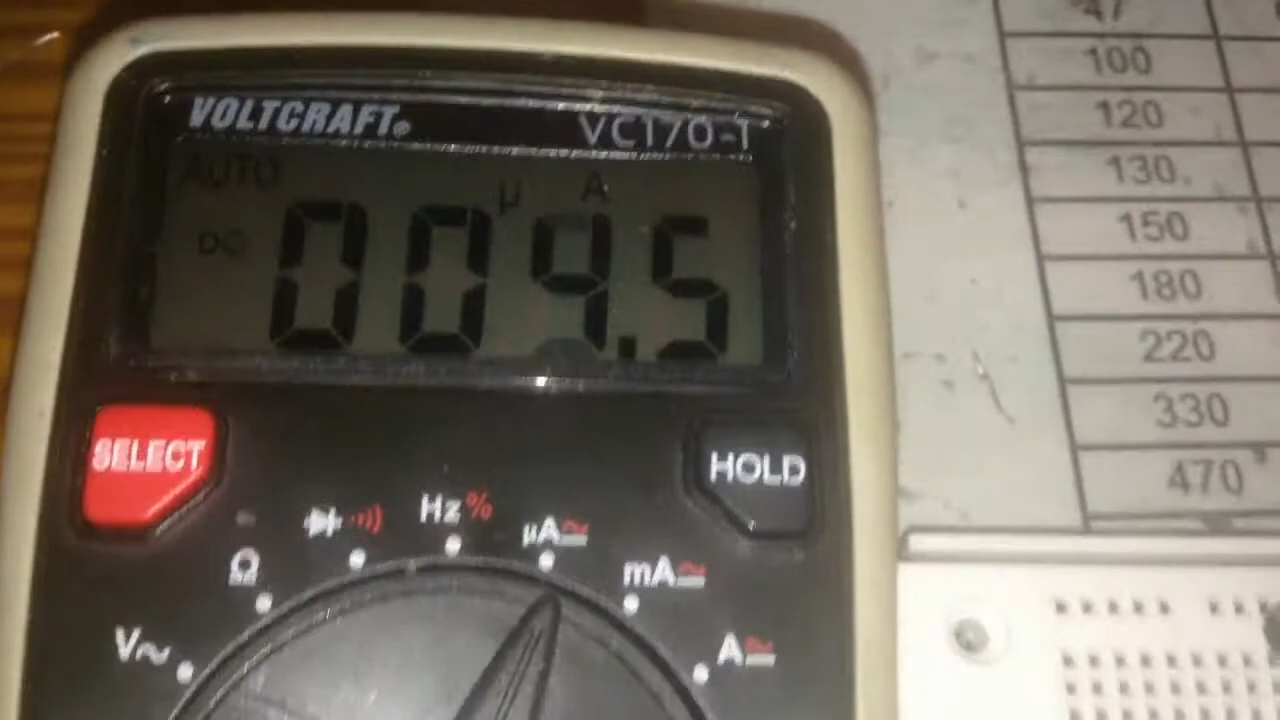 VOLTCRAFT®
VC170-1
AUTO
µ A
DC
009.5
SELECT
HOLD
Hz%
µA
mA
Ω
V~
A
47
100
120
130.
150
180
220
330
470